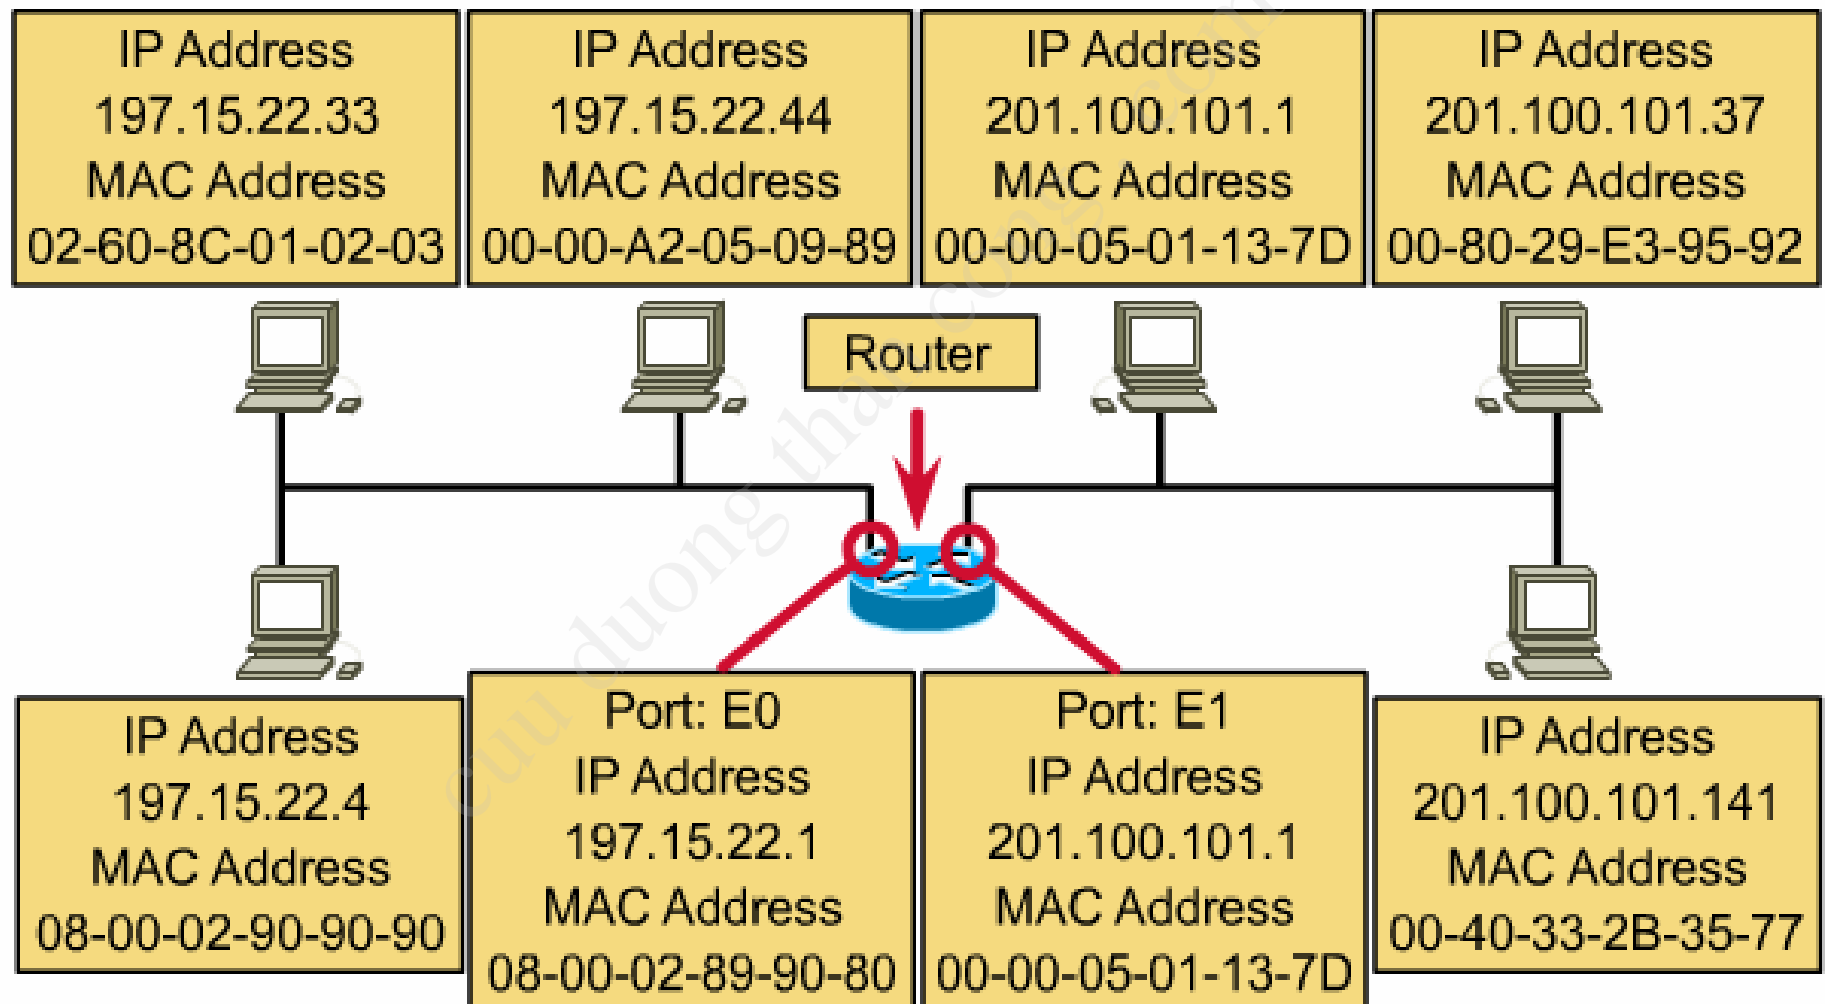 IP Address
197.15.22.33
MAC Address
02-60-8C-01-02-03
IP Address
197.15.22.44
MAC Address
00-00-A2-05-09-89
IP Address
201.100.101.1
MAC Address
00-00-05-01-13-7D
IP Address
201.100.101.37
MAC Address
00-80-29-E3-95-92
Router
IP Address
197.15.22.4
MAC Address
08-00-02-90-90-90
Port: E0
IP Address
197.15.22.1
MAC Address
08-00-02-89-90-80
Port: E1
IP Address
201.100.101.1
MAC Address
00-00-05-01-13-7D
IP Address
201.100.101.141
MAC Address
00-40-33-2B-35-77
cuu duong than cong . com